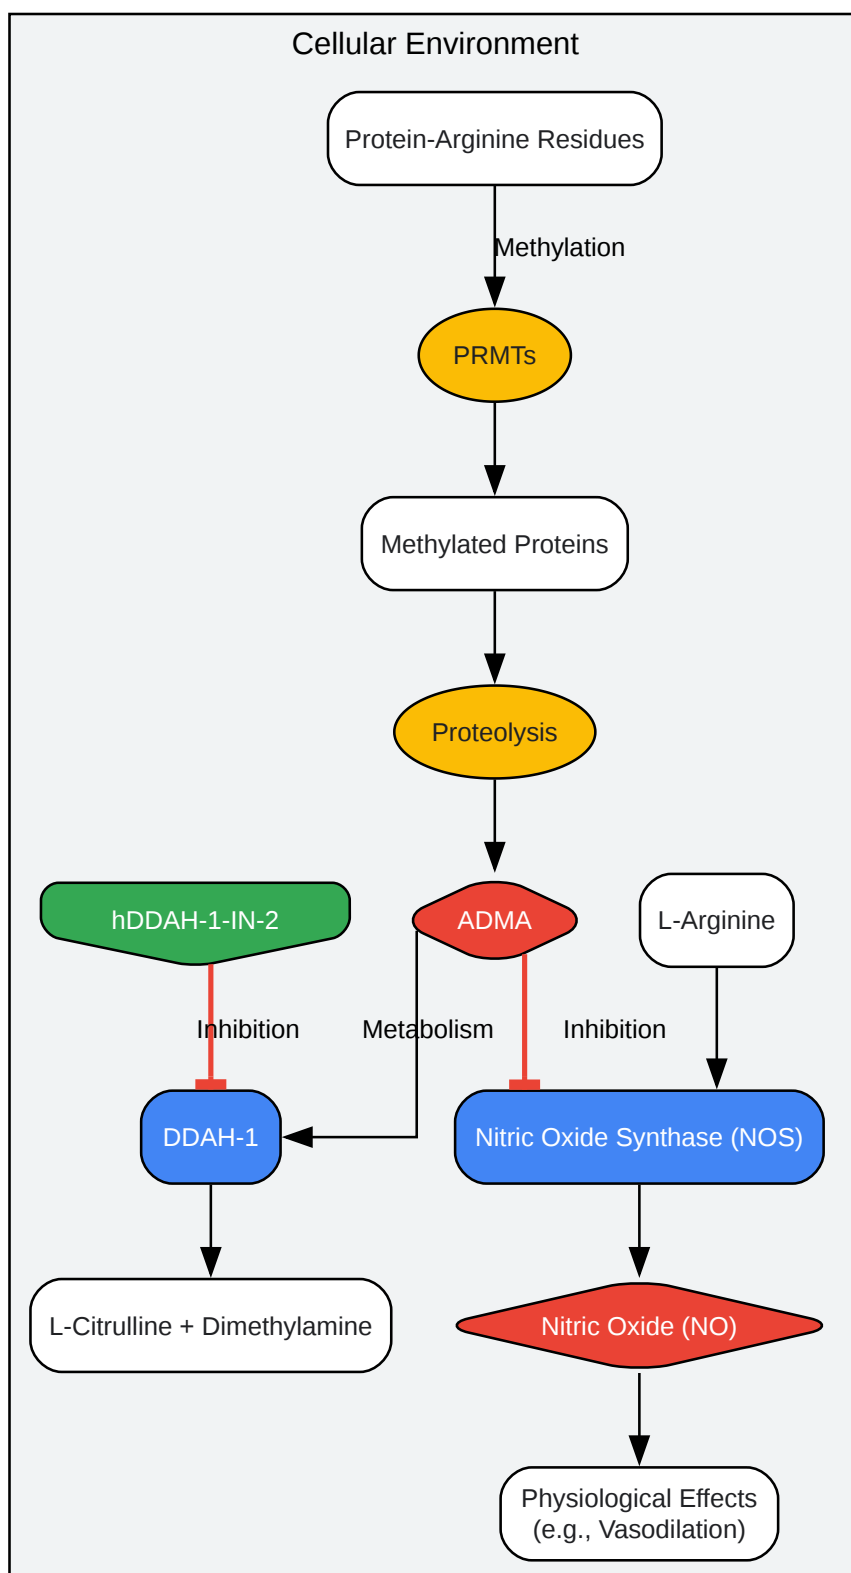 Cellular Environment
Protein-Arginine Residues
Methylation
PRMTs
Methylated Proteins
Proteolysis
hDDAH-1-IN-2
ADMA
L-Arginine
Inhibition
Metabolism
Inhibition
DDAH-1
Nitric Oxide Synthase (NOS)
L-Citrulline + Dimethylamine
Nitric Oxide (NO)
Physiological Effects
(e.g., Vasodilation)